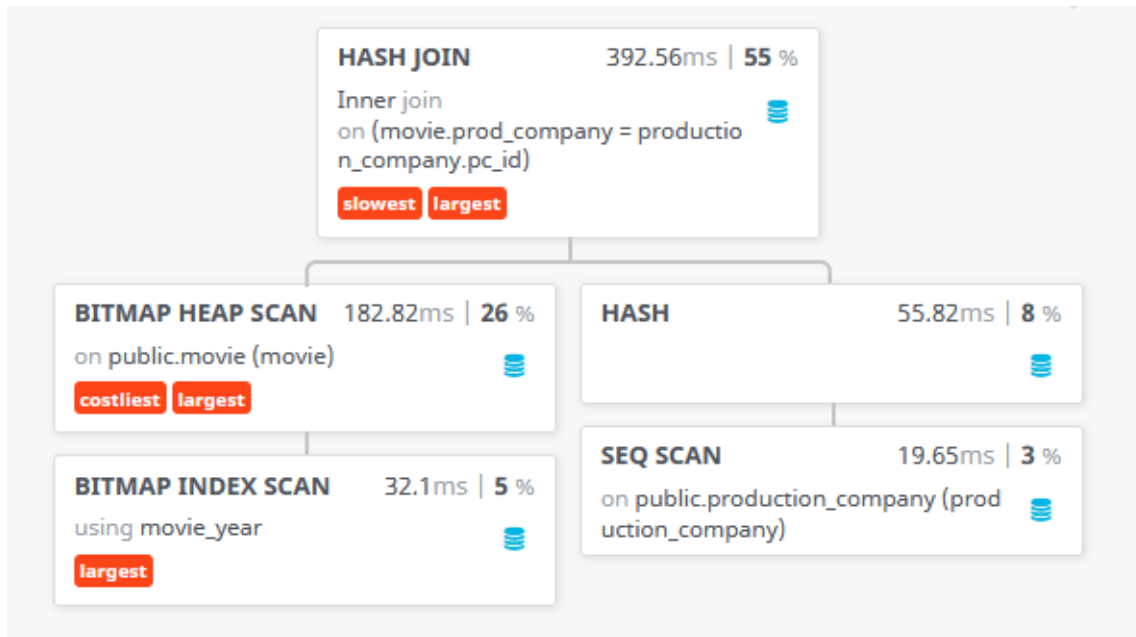 HASH JOIN 392.56ms | 55 %
Inner join
on (movie.prod_company = productio
n_company.pc_id)
slowest largest
BITMAP HEAP SCAN 182.82ms | 26 %
on public.movie (movie)
costliest largest
HASH 55.82ms | 8 %
BITMAP INDEX SCAN 32.1ms | 5 %
using movie_year
largest
SEQ SCAN 19.65ms | 3 %
on public.production_company (prod
uction_company)